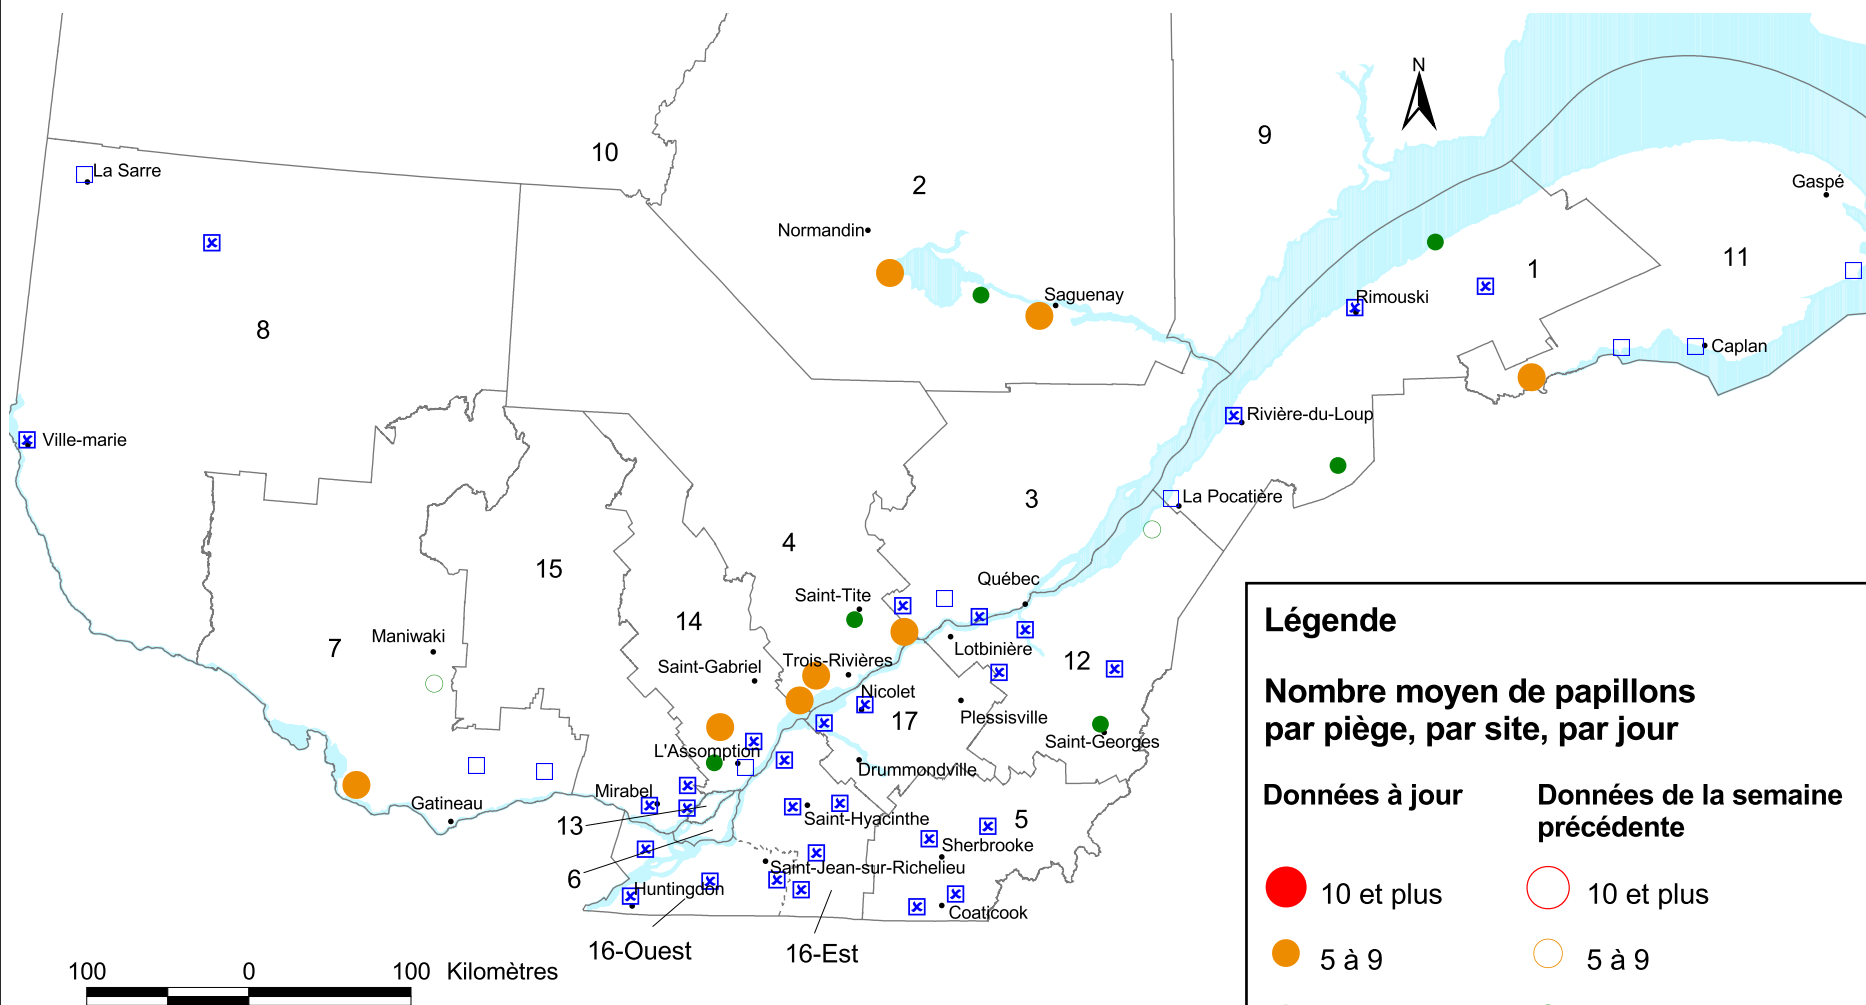 N
9
10
La Sarre
2
Gaspé
Normandin
11
1
Saguenay
Rimouski
8
Caplan
Rivière-du-Loup
Ville-marie
La Pocatière
3
4
15
Québec
Saint-Tite
14
7
Maniwaki
Lotbinière
12
Saint-Gabriel
Trois-Rivières
Nicolet
17
Plessisville
Saint-Georges
L'Assomption
Drummondville
Mirabel
Gatineau
13
Saint-Hyacinthe
5
Sherbrooke
6
Saint-Jean-sur-Richelieu
Huntingdon
Coaticook
16-Ouest
16-Est
100 0 100 Kilomètres
Légende
Nombre moyen de papillons
par piège, par site, par jour
Données à jour
Données de la semaine
précédente
10 et plus
10 et plus
5 à 9
5 à 9